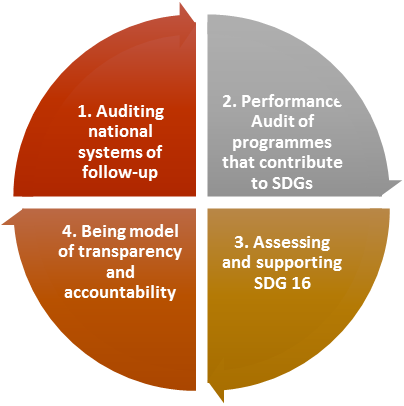 1. Auditing
national
systems of
follow-up
2. Performance
Audit of
programmes
that contribute
to SDGs
3. Assessing
and supporting
SDG 16
4. Being model
of transparency
and
accountability